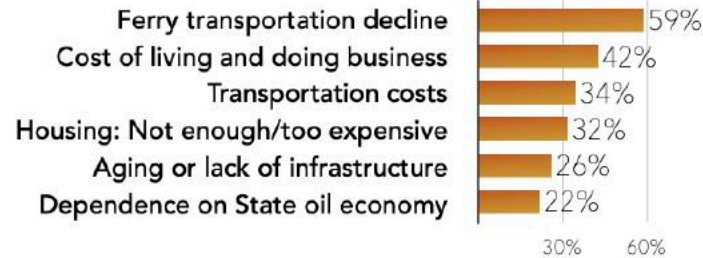 Ferry transportation decline 59%
Cost of living and doing business 42%
Transportation costs 34%
Housing: Not enough/too expensive 32%
Aging or lack of infrastructure 26%
Dependence on State oil economy 22%
30% 60%